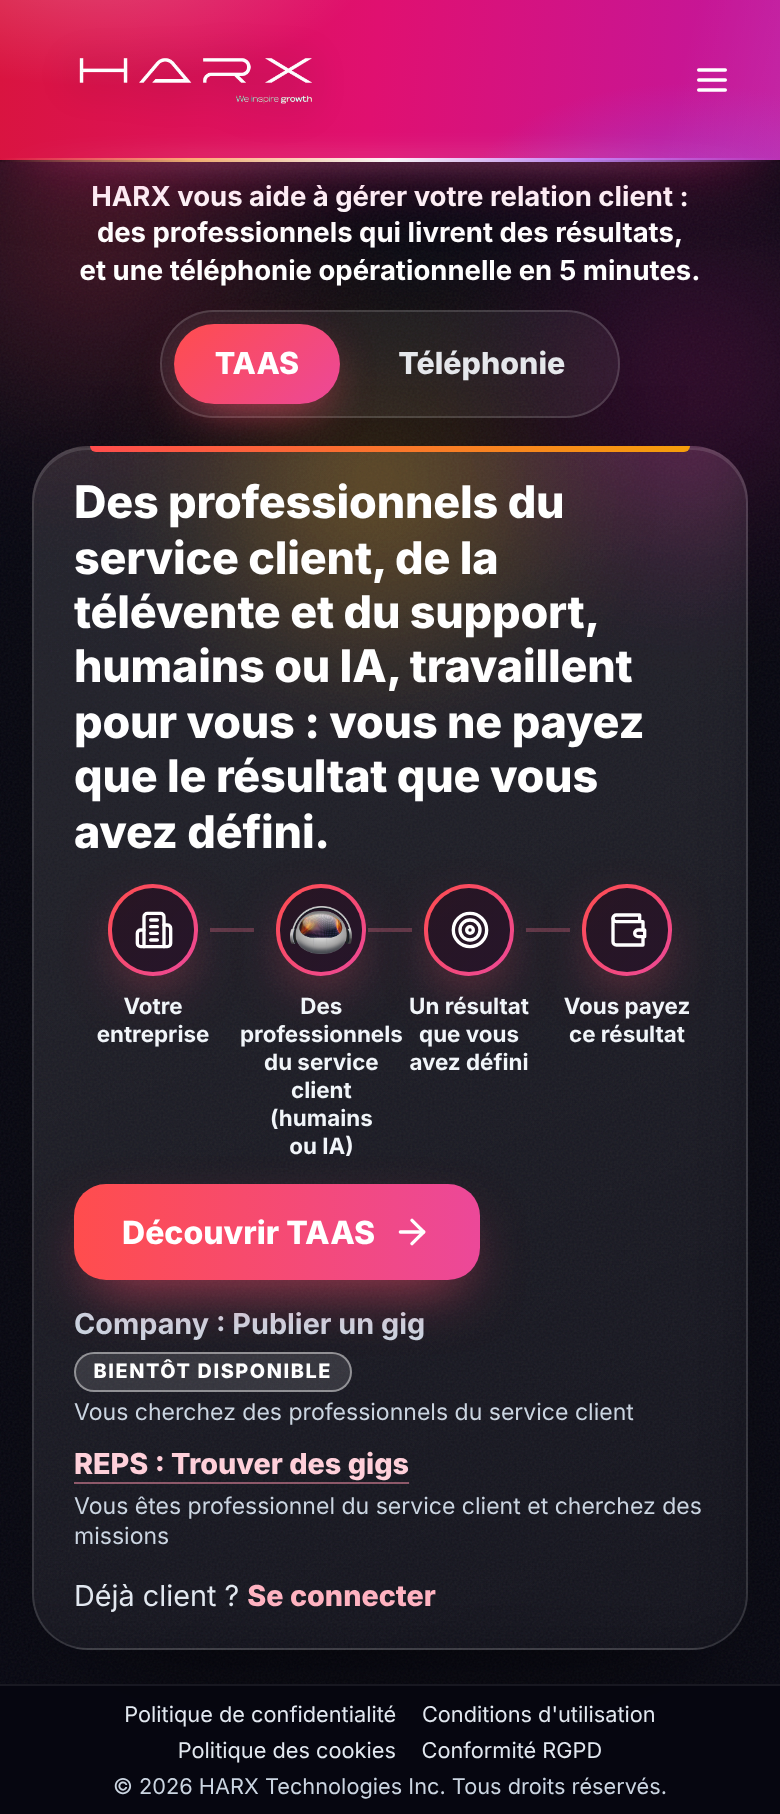 HARX
We inspire growth
HARX vous aide à gérer votre relation client :
des professionnels qui livrent des résultats,
et une téléphonie opérationnelle en 5 minutes.
TAAS
Téléphonie
Des professionnels du
service client, de la
télévente et du support,
humains ou IA, travaillent
pour vous : vous ne payez
que le résultat que vous
avez défini.
Votre
entreprise
Des
professionnels
du service
client
(humains
ou IA)
Un résultat
que vous
avez défini
Vous payez
ce résultat
Découvrir TAAS
Company : Publier un gig
BIENTÔT DISPONIBLE
Vous cherchez des professionnels du service client
REPS : Trouver des gigs
Vous êtes professionnel du service client et cherchez des
missions
Déjà client ? Se connecter
Politique de confidentialité Conditions d'utilisation
Politique des cookies Conformité RGPD
© 2026 HARX Technologies Inc. Tous droits réservés.